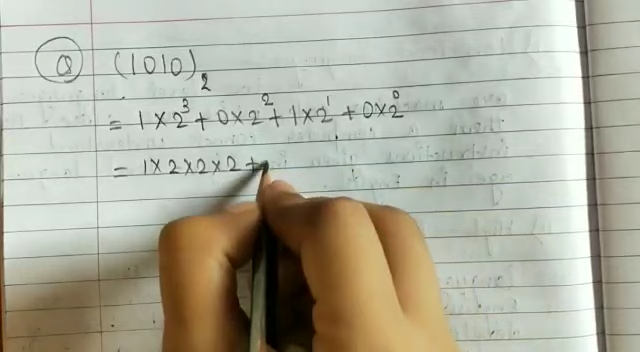 Q (1010)₂
= 1×2³ + 0×2² + 1×2¹ + 0×2⁰
= 1×2×2×2 +